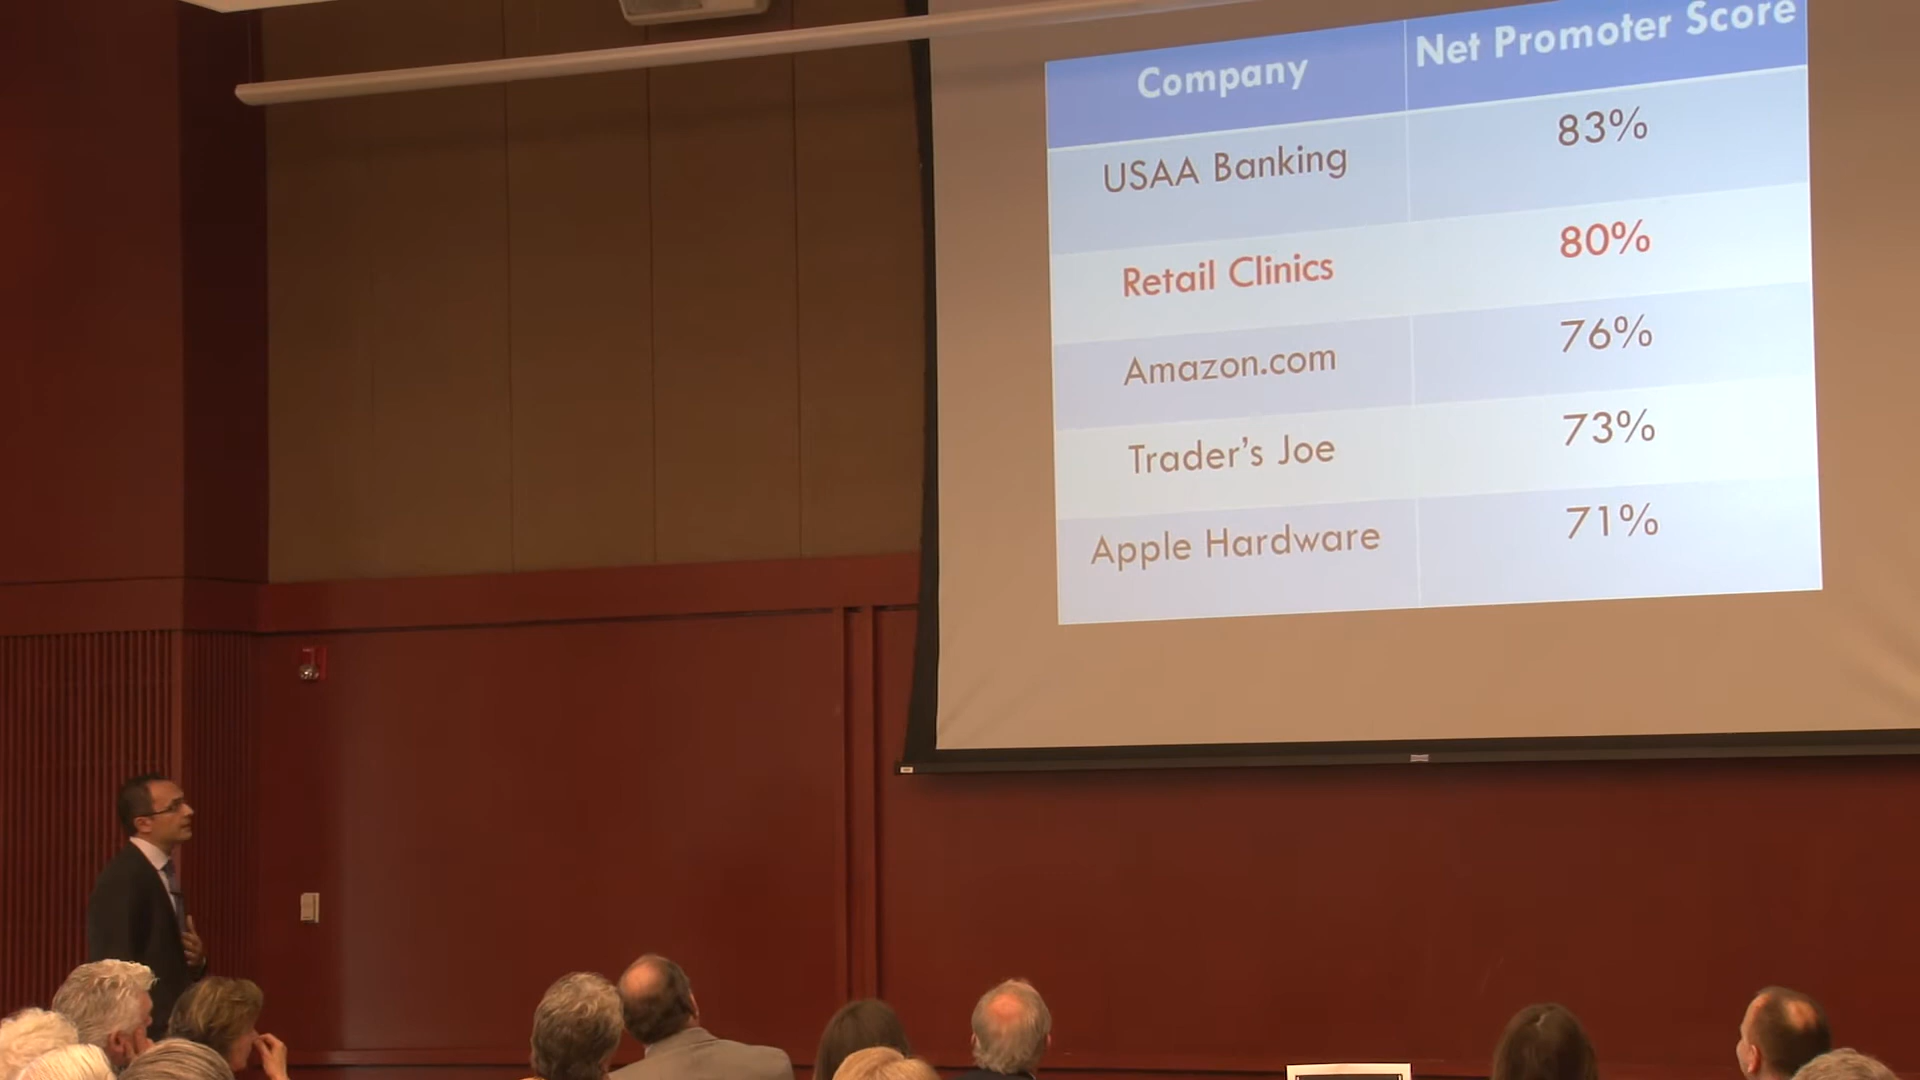 Company Net Promoter Score
USAA Banking 83%
Retail Clinics 80%
Amazon.com 76%
Trader's Joe 73%
Apple Hardware 71%